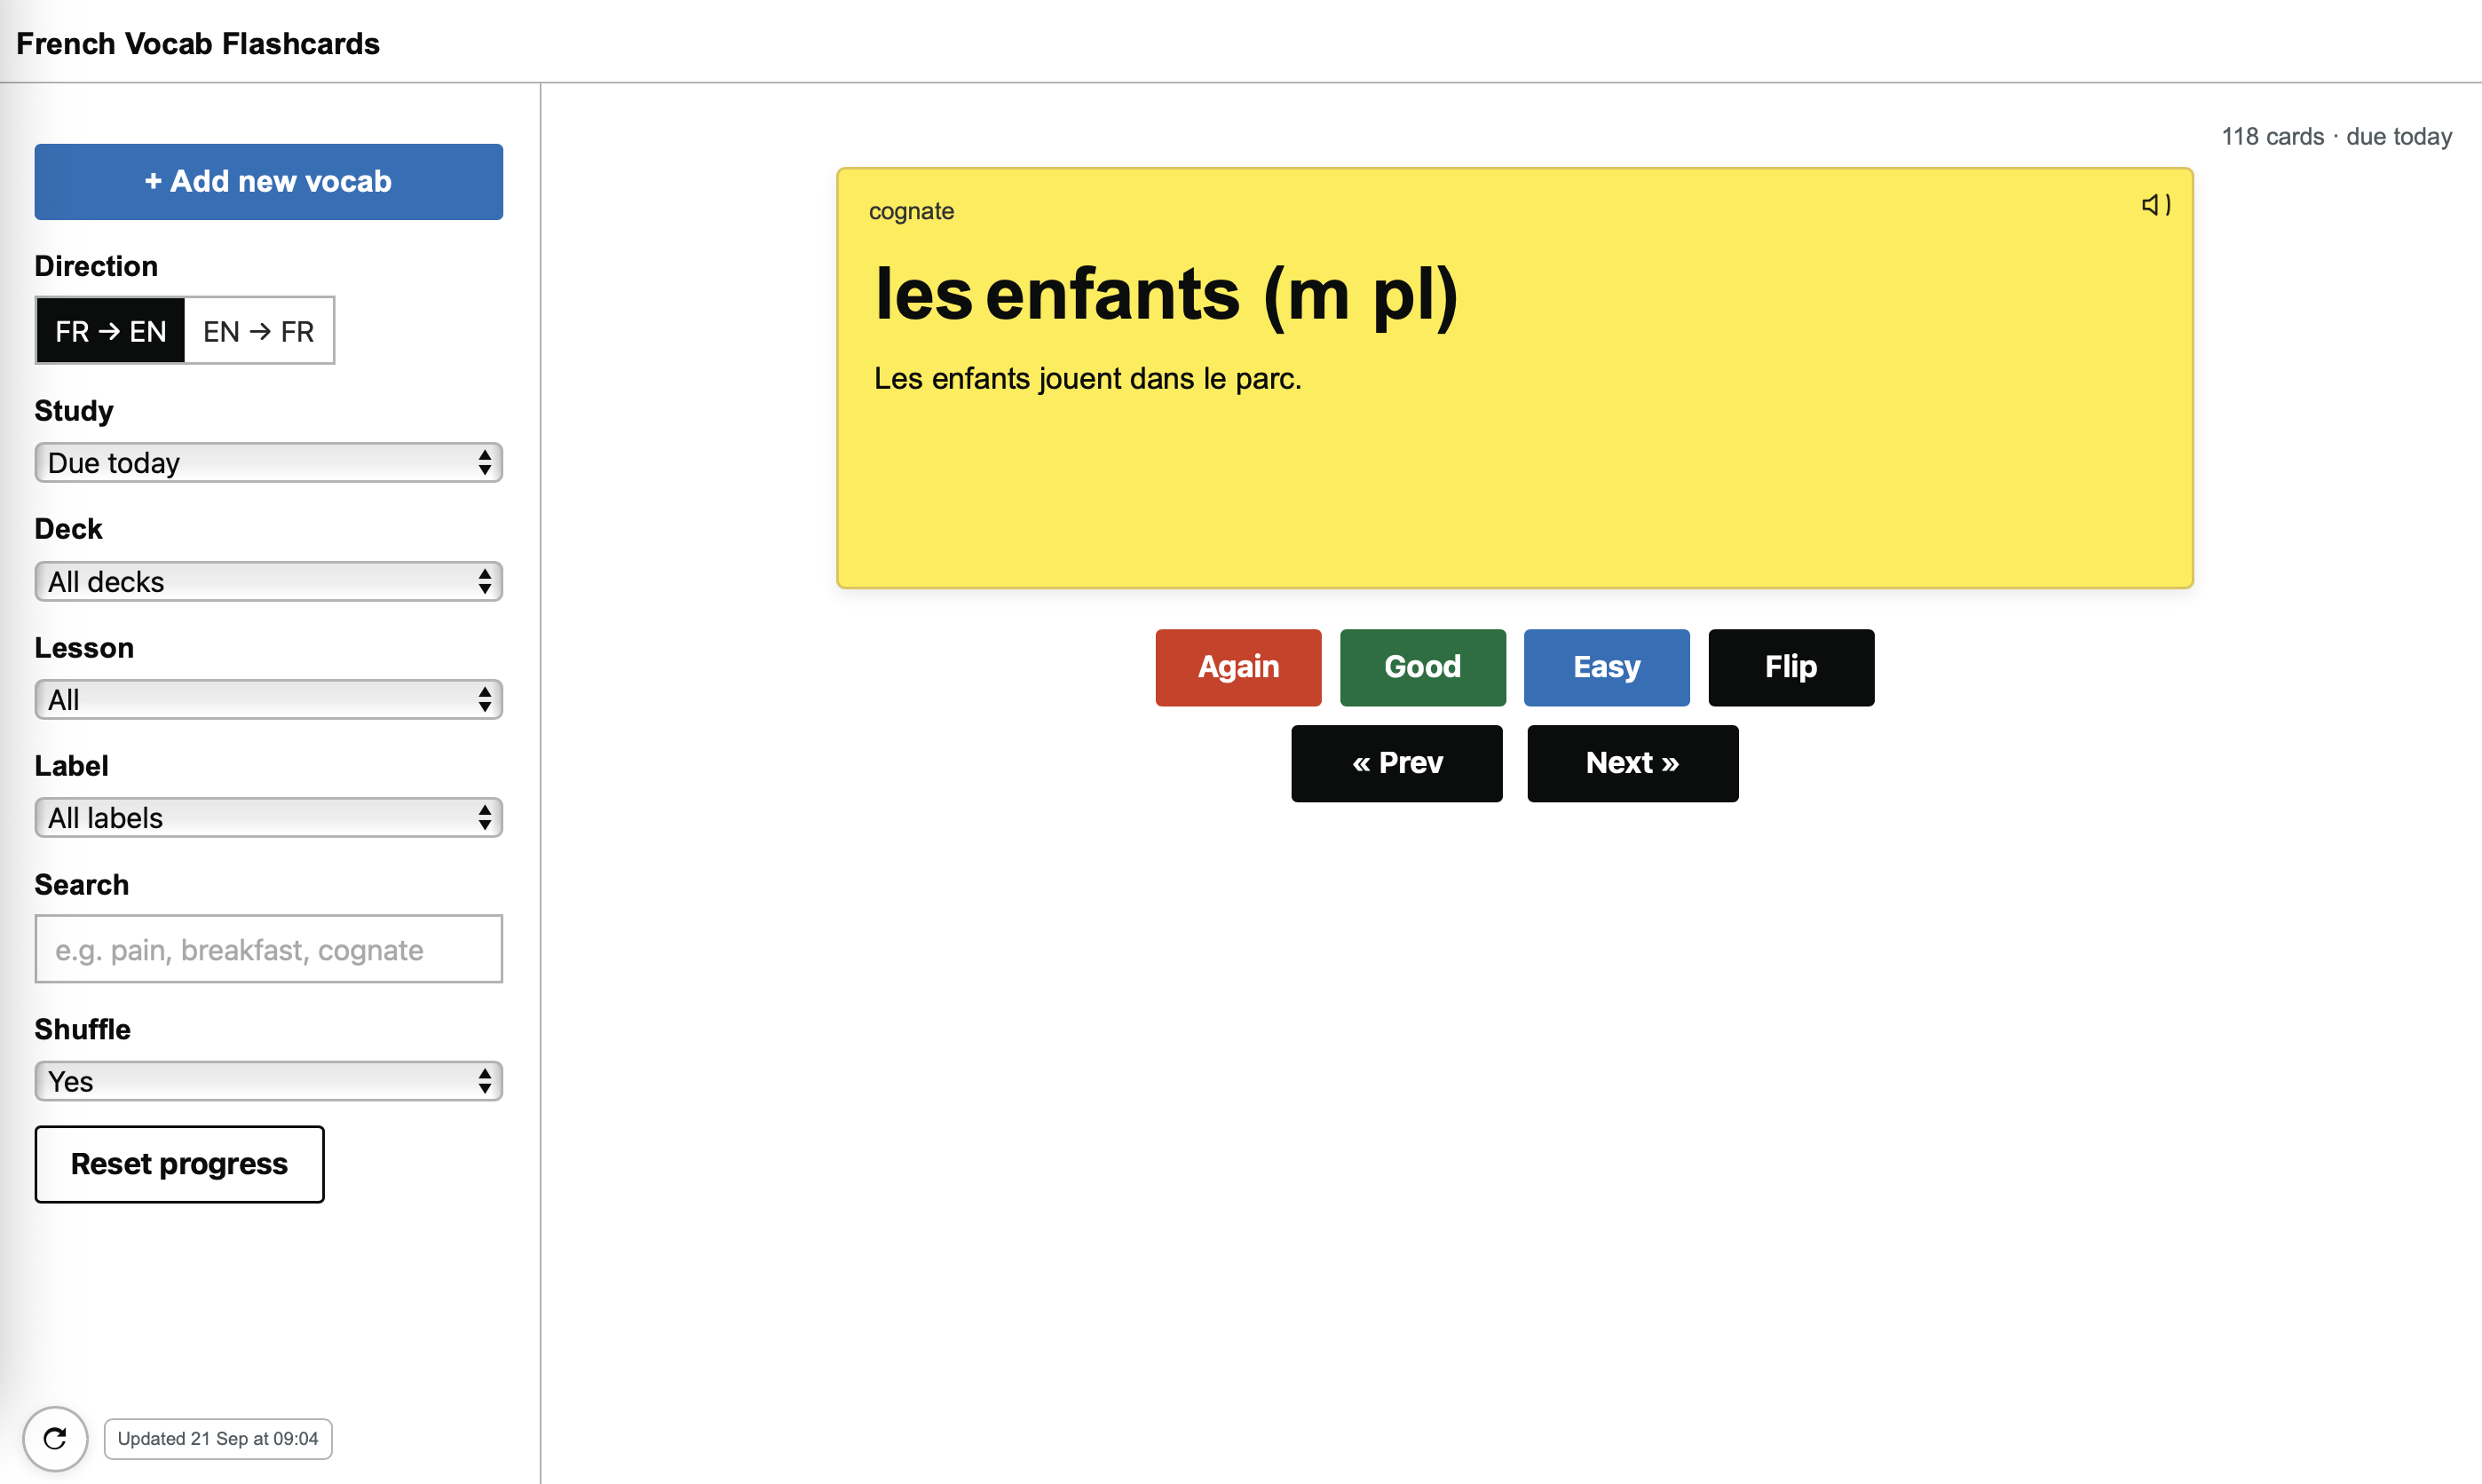 French Vocab Flashcards
+ Add new vocab
Direction
FR → EN EN → FR
Study
Due today
Deck
All decks
Lesson
All
Label
All labels
Search
e.g. pain, breakfast, cognate
Shuffle
Yes
Reset progress
Updated 21 Sep at 09:04
118 cards · due today
cognate
les enfants (m pl)
Les enfants jouent dans le parc.
Again Good Easy Flip
« Prev Next »